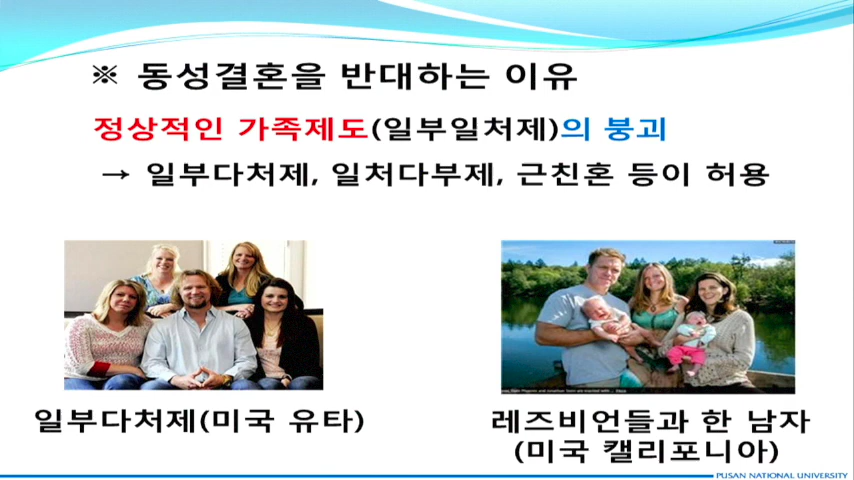 ※ 동성결혼을 반대하는 이유
정상적인 가족제도(일부일처제)의 붕괴
→ 일부다처제, 일처다부제, 근친혼 등이 허용
일부다처제(미국 유타)
레즈비언들과 한 남자
(미국 캘리포니아)
PUSAN NATIONAL UNIVERSITY